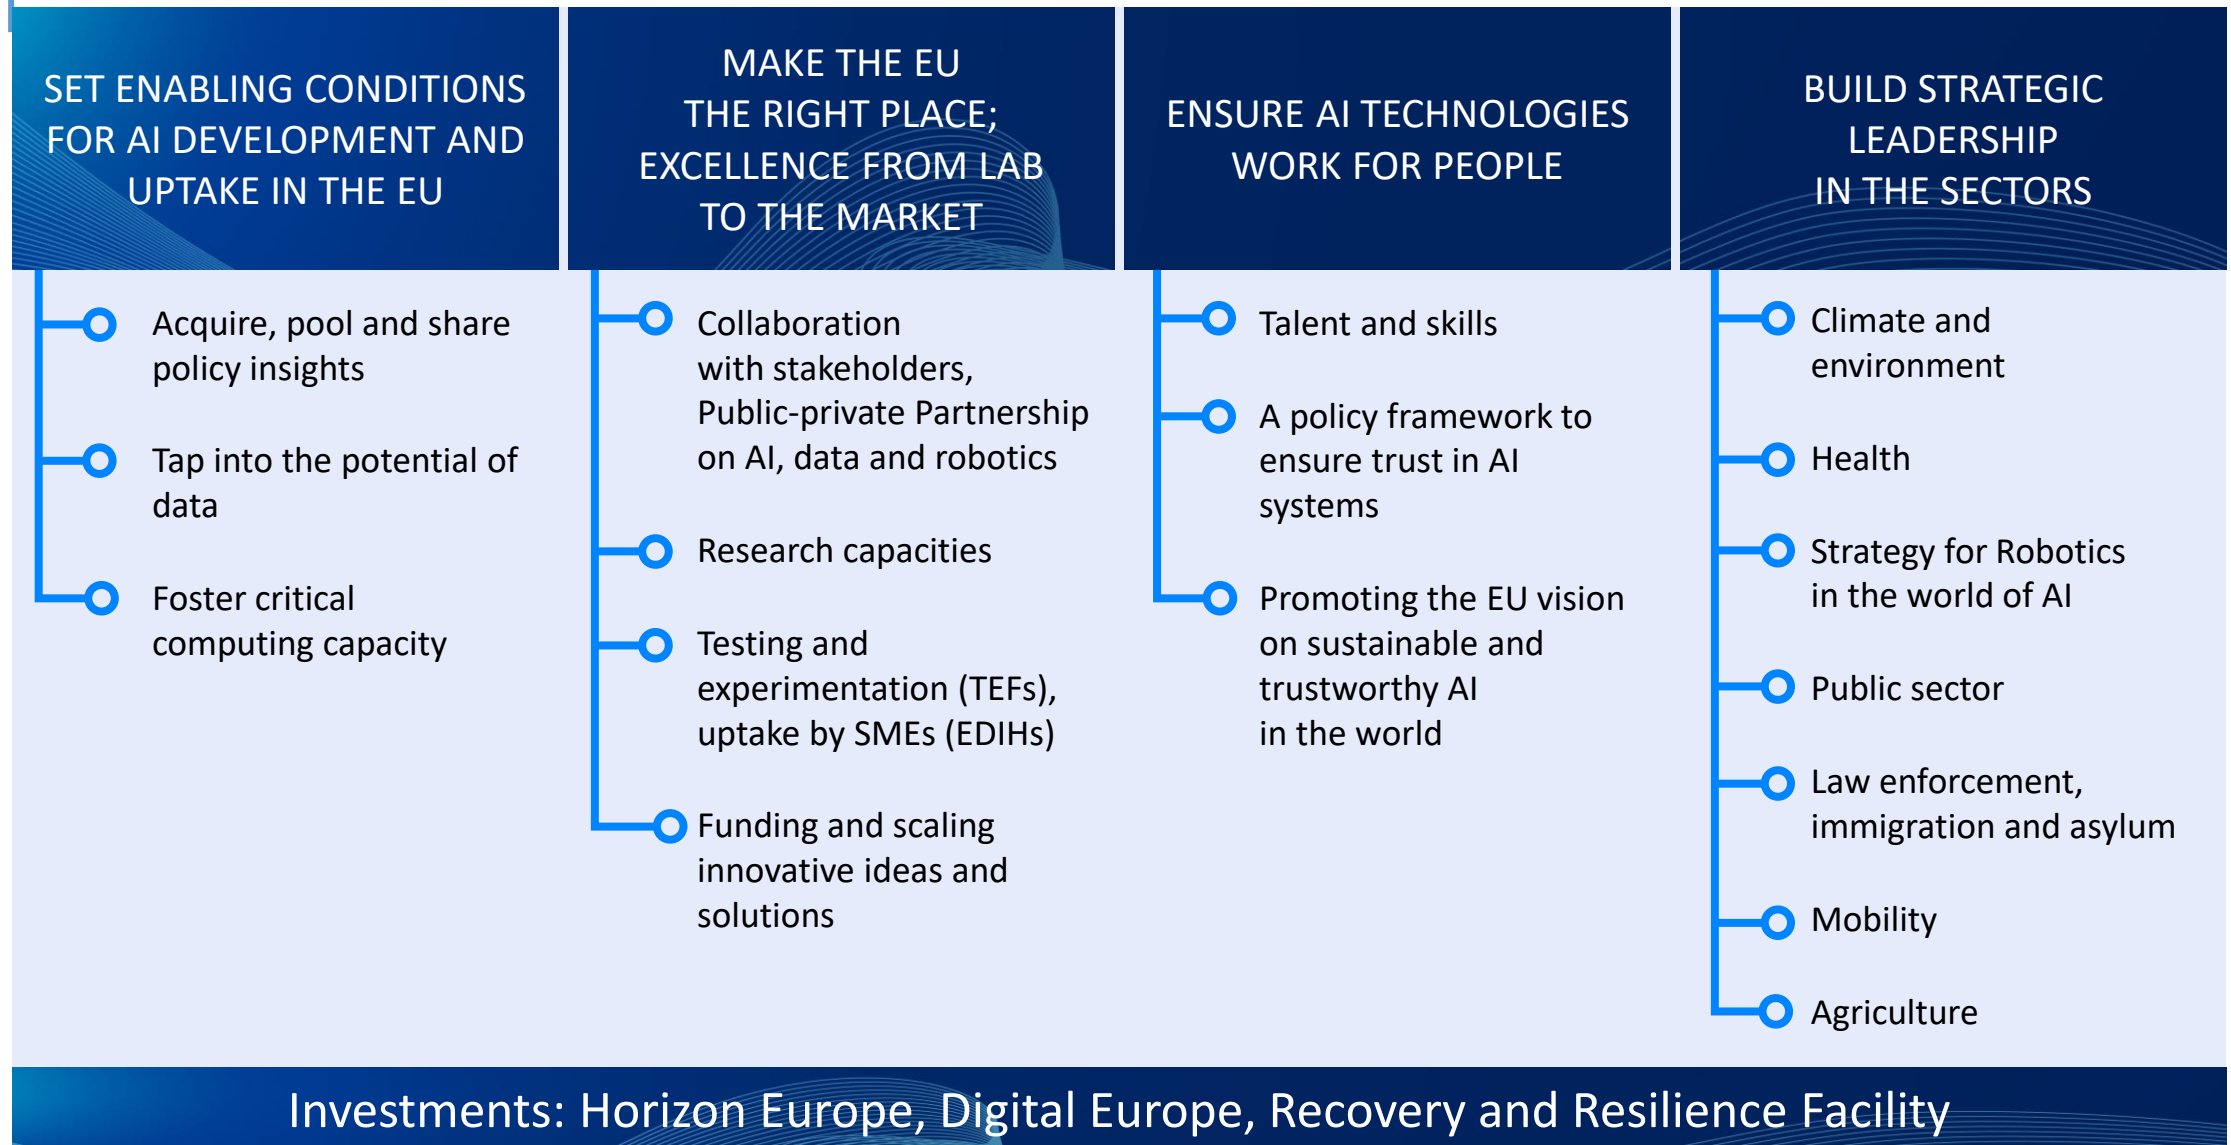 SET ENABLING CONDITIONS
FOR AI DEVELOPMENT AND
UPTAKE IN THE EU
Acquire, pool and share
policy insights
Tap into the potential of
data
Foster critical
computing capacity
MAKE THE EU
THE RIGHT PLACE;
EXCELLENCE FROM LAB
TO THE MARKET
Collaboration
with stakeholders,
Public-private Partnership
on AI, data and robotics
Research capacities
Testing and
experimentation (TEFs),
uptake by SMEs (EDIHs)
Funding and scaling
innovative ideas and
solutions
ENSURE AI TECHNOLOGIES
WORK FOR PEOPLE
Talent and skills
A policy framework to
ensure trust in AI
systems
Promoting the EU vision
on sustainable and
trustworthy AI
in the world
BUILD STRATEGIC
LEADERSHIP
IN THE SECTORS
Climate and
environment
Health
Strategy for Robotics
in the world of AI
Public sector
Law enforcement,
immigration and asylum
Mobility
Agriculture
Investments: Horizon Europe, Digital Europe, Recovery and Resilience Facility